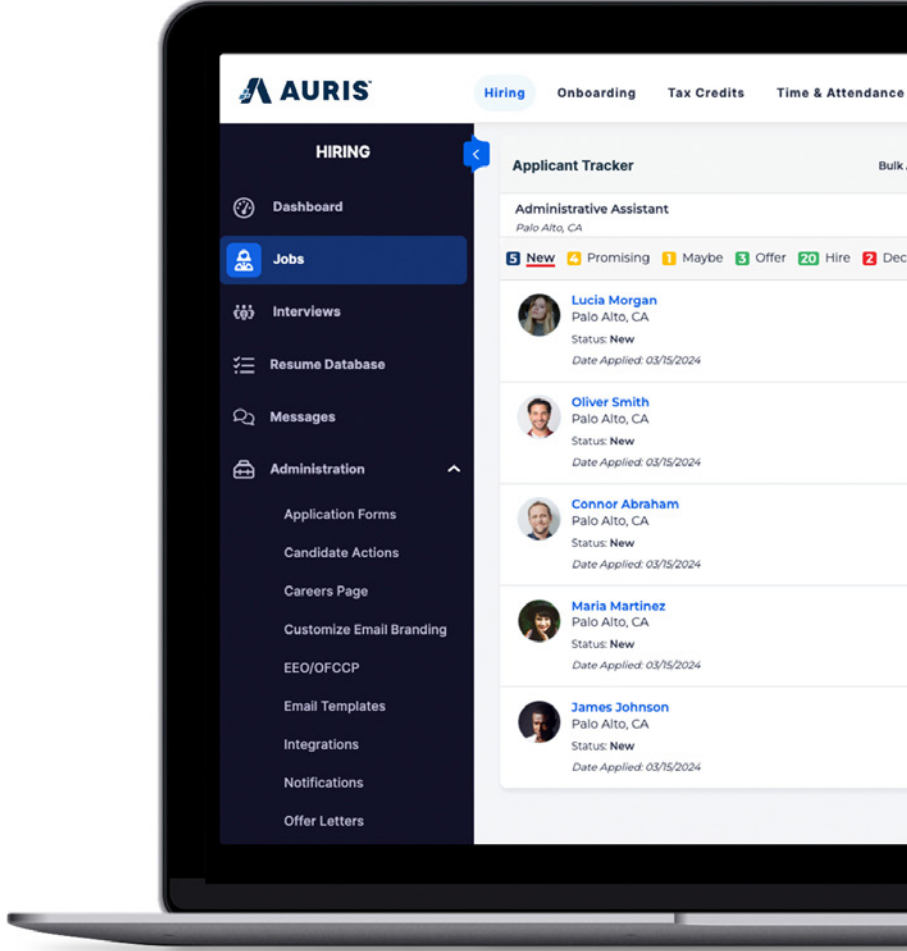 AURIS
Hiring Onboarding Tax Credits Time & Attendance
HIRING
Dashboard
Jobs
Interviews
Resume Database
Messages
Administration
Application Forms
Candidate Actions
Careers Page
Customize Email Branding
EEO/OFCCP
Email Templates
Integrations
Notifications
Offer Letters
Applicant Tracker Bulk
Administrative Assistant
Palo Alto, CA
5 New 4 Promising 1 Maybe 3 Offer 20 Hire 2 Dec
Lucia Morgan
Palo Alto, CA
Status: New
Date Applied: 03/15/2024
Oliver Smith
Palo Alto, CA
Status: New
Date Applied: 03/15/2024
Connor Abraham
Palo Alto, CA
Status: New
Date Applied: 03/15/2024
Maria Martinez
Palo Alto, CA
Status: New
Date Applied: 03/15/2024
James Johnson
Palo Alto, CA
Status: New
Date Applied: 03/15/2024